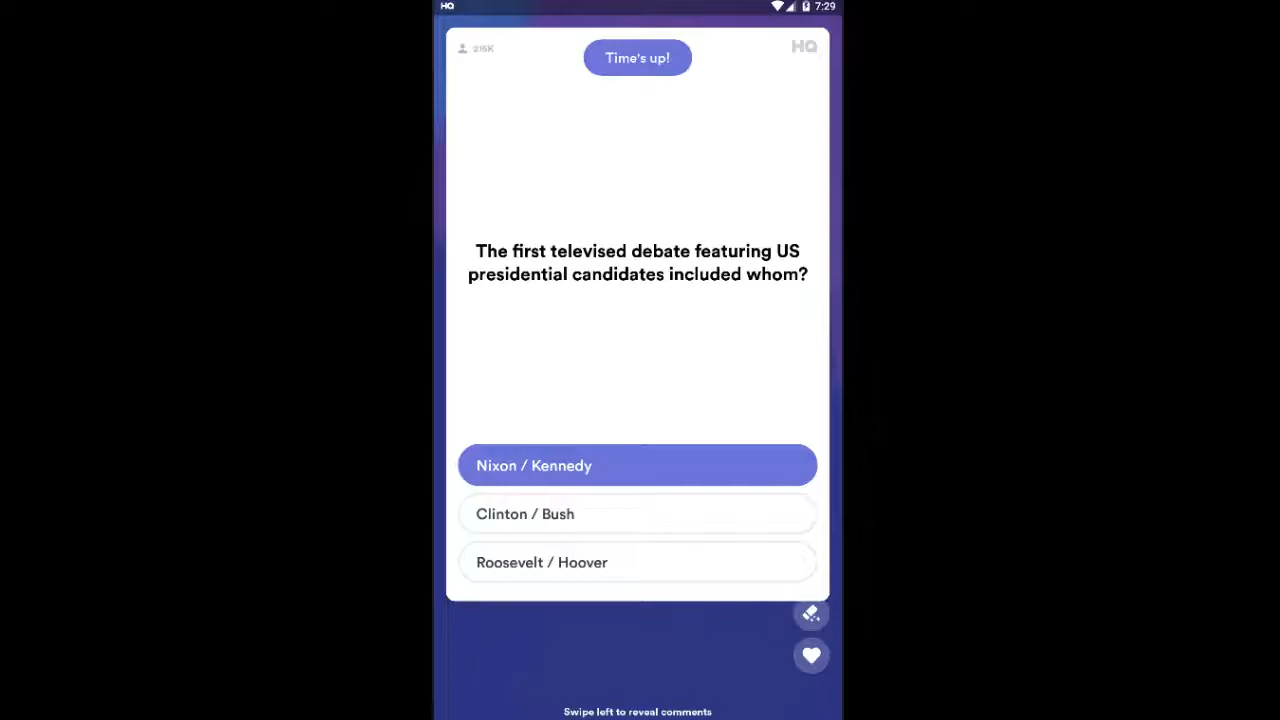 HQ 7:29
215K Time's up! HQ
The first televised debate featuring US
presidential candidates included whom?
Nixon / Kennedy
Clinton / Bush
Roosevelt / Hoover
Swipe left to reveal comments